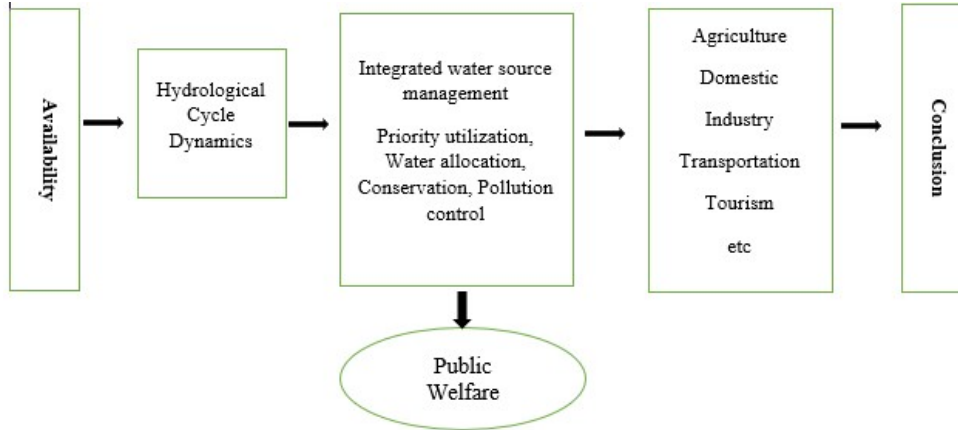 Availability
Hydrological
Cycle
Dynamics
Integrated water source
management
Priority utilization,
Water allocation,
Conservation, Pollution
control
Agriculture
Domestic
Industry
Transportation
Tourism
etc
Conclusion
Public
Welfare